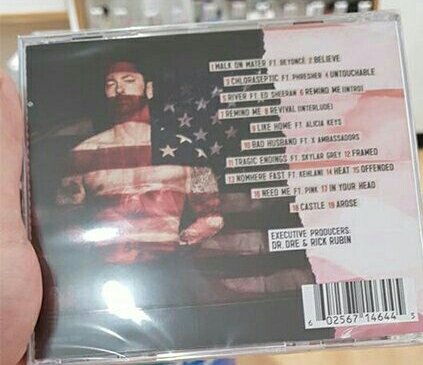 1 WALK ON WATER FT. BEYONCÉ 2 BELIEVE
3 CHLORASEPTIC FT. PHRESHER 4 UNTOUCHABLE
5 RIVER FT ED SHEERAN 6 REMIND ME (INTRO)
7 REMIND ME 8 REVIVAL (INTERLUDE)
9 LIKE HOME FT. ALICIA KEYS
10 BAD HUSBAND FT X AMBASSADORS
11 TRAGIC ENDINGS FT. SKYLAR GREY 12 FRAMED
13 NOWHERE FAST FT. KEHLANI 14 HEAT 15 OFFENDED
16 NEED ME FT. P!NK 17 IN YOUR HEAD
18 CASTLE 19 AROSE
EXECUTIVE PRODUCERS:
DR. DRE & RICK RUBIN
6 02567 14644 5